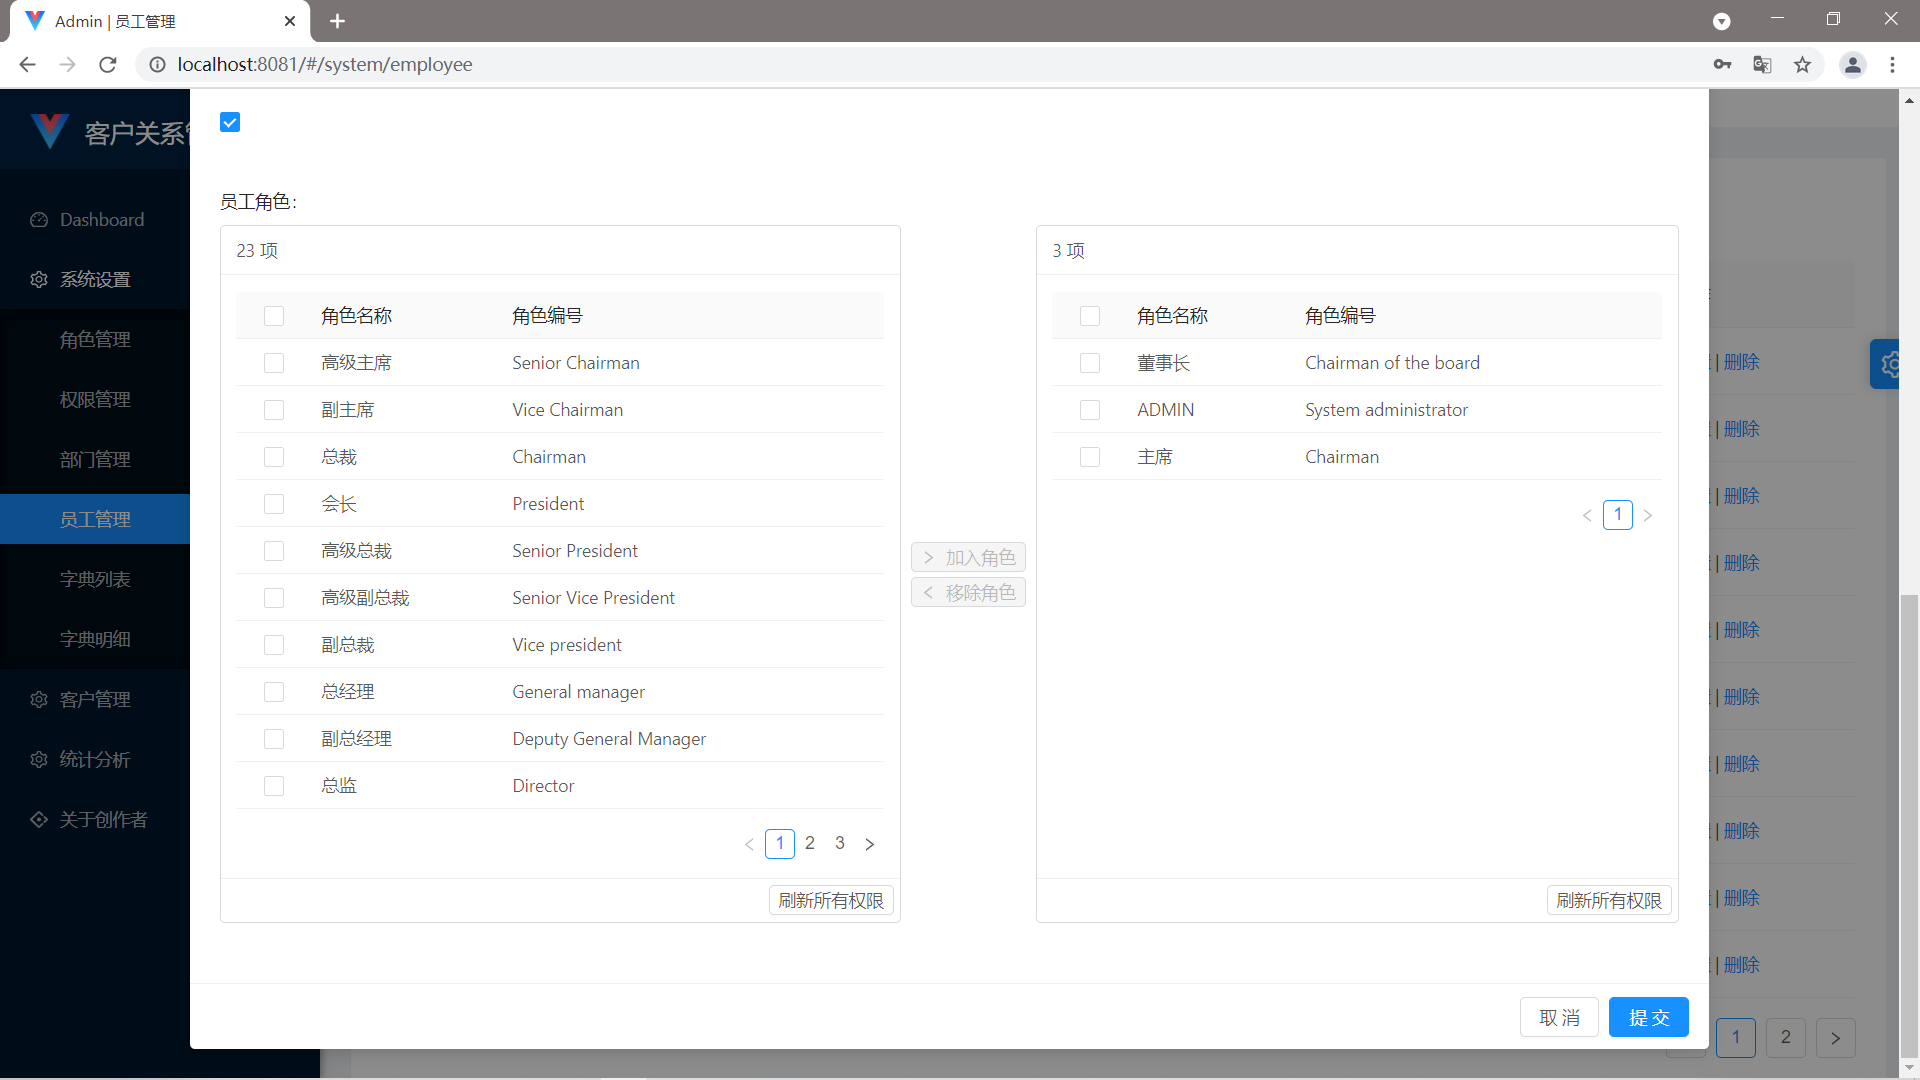 Admin | 员工管理
localhost:8081/#/system/employee
客户关系
Dashboard
系统设置
角色管理
权限管理
部门管理
员工管理
字典列表
字典明细
客户管理
统计分析
关于创作者
员工角色:
23 项
角色名称 角色编号
高级主席 Senior Chairman
副主席 Vice Chairman
总裁 Chairman
会长 President
高级总裁 Senior President
高级副总裁 Senior Vice President
副总裁 Vice president
总经理 General manager
副总经理 Deputy General Manager
总监 Director
< 1 2 3 >
刷新所有权限
> 加入角色
< 移除角色
3 项
角色名称 角色编号
董事长 Chairman of the board
ADMIN System administrator
主席 Chairman
< 1 >
刷新所有权限
取 消
提 交
| 删除
| 删除
| 删除
| 删除
| 删除
| 删除
| 删除
| 删除
| 删除
| 删除
1 2 >